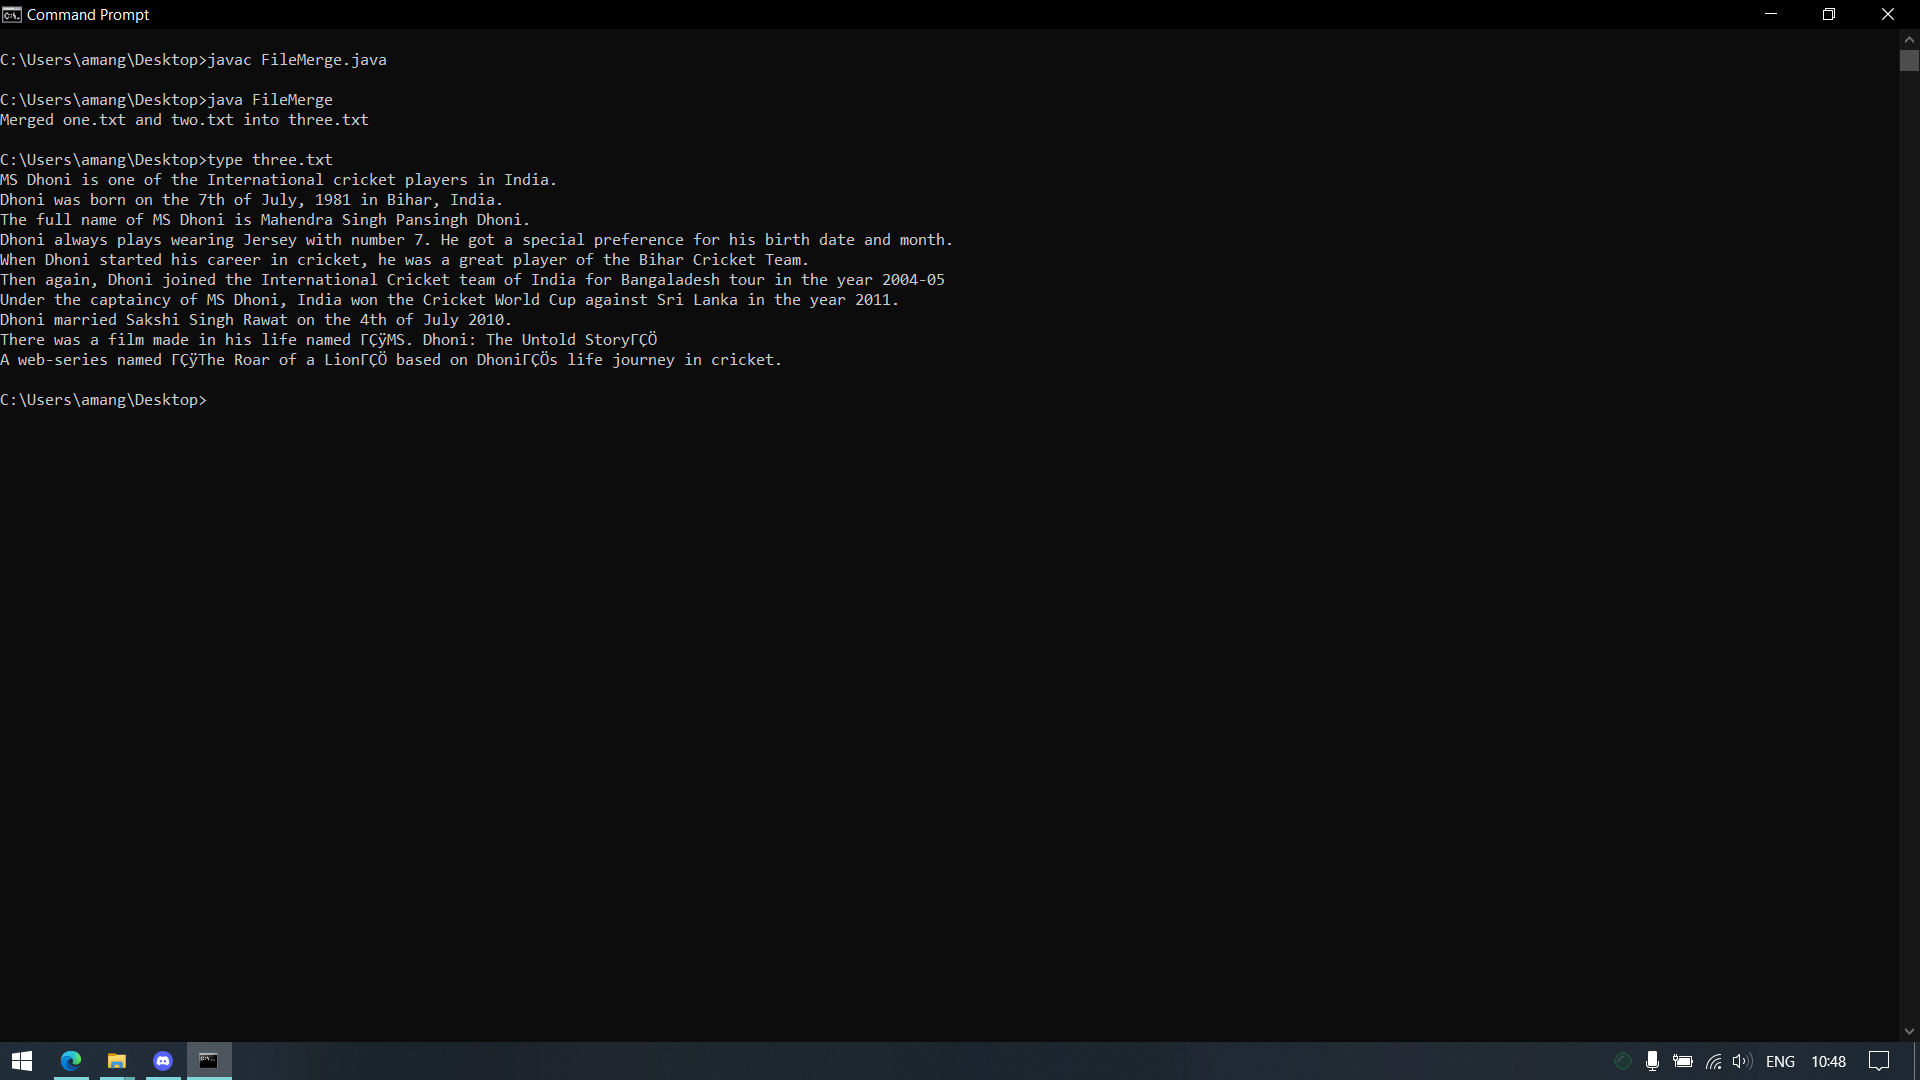 Command Prompt
C:\Users\amang\Desktop>javac FileMerge.java
C:\Users\amang\Desktop>java FileMerge
Merged one.txt and two.txt into three.txt
C:\Users\amang\Desktop>type three.txt
MS Dhoni is one of the International cricket players in India.
Dhoni was born on the 7th of July, 1981 in Bihar, India.
The full name of MS Dhoni is Mahendra Singh Pansingh Dhoni.
Dhoni always plays wearing Jersey with number 7. He got a special preference for his birth date and month.
When Dhoni started his career in cricket, he was a great player of the Bihar Cricket Team.
Then again, Dhoni joined the International Cricket team of India for Bangaladesh tour in the year 2004-05
Under the captaincy of MS Dhoni, India won the Cricket World Cup against Sri Lanka in the year 2011.
Dhoni married Sakshi Singh Rawat on the 4th of July 2010.
There was a film made in his life named ΓÇÿMS. Dhoni: The Untold StoryΓÇÖ
A web-series named ΓÇÿThe Roar of a LionΓÇÖ based on DhoniΓÇÖs life journey in cricket.
C:\Users\amang\Desktop>
ENG 10:48